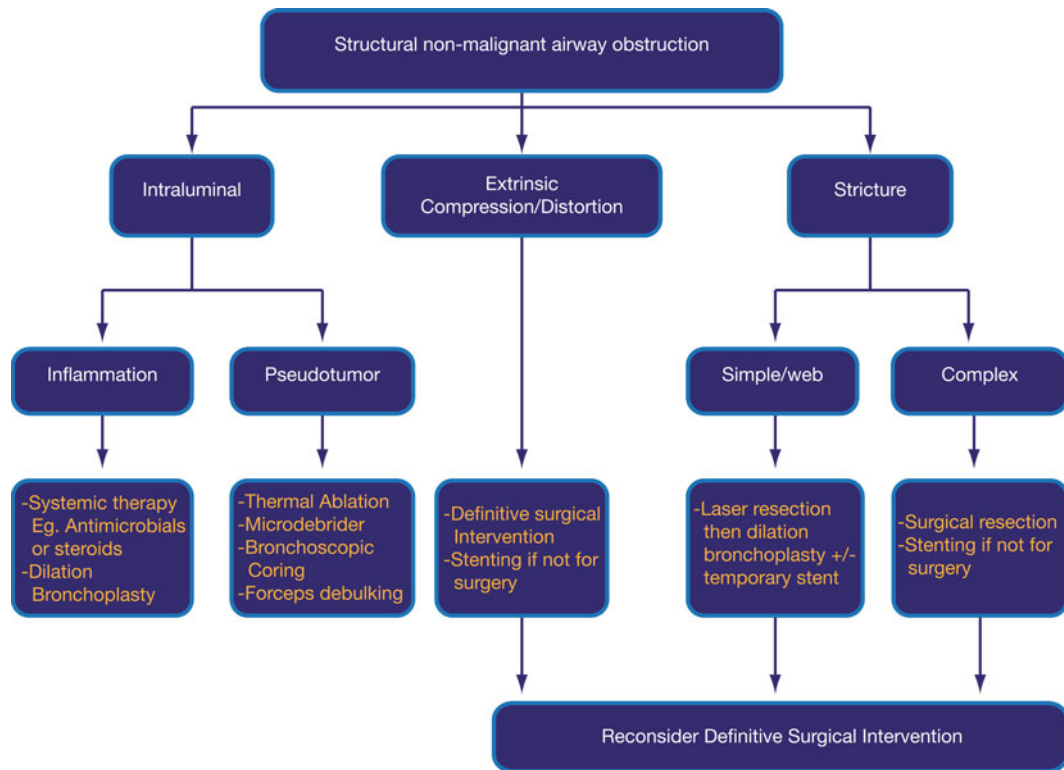 Structural non-malignant airway obstruction
Intraluminal
Extrinsic
Compression/Distortion
Stricture
Inflammation
Pseudotumor
Simple/web
Complex
-Systemic therapy
Eg. Antimicrobials
or steroids
-Dilation
Bronchoplasty
-Thermal Ablation
-Microdebrider
-Bronchoscopic
Coring
-Forceps debulking
-Definitive surgical
Intervention
-Stenting if not for
surgery
-Laser resection
then dilation
bronchoplasty +/-
temporary stent
-Surgical resection
-Stenting if not for
surgery
Reconsider Definitive Surgical Intervention